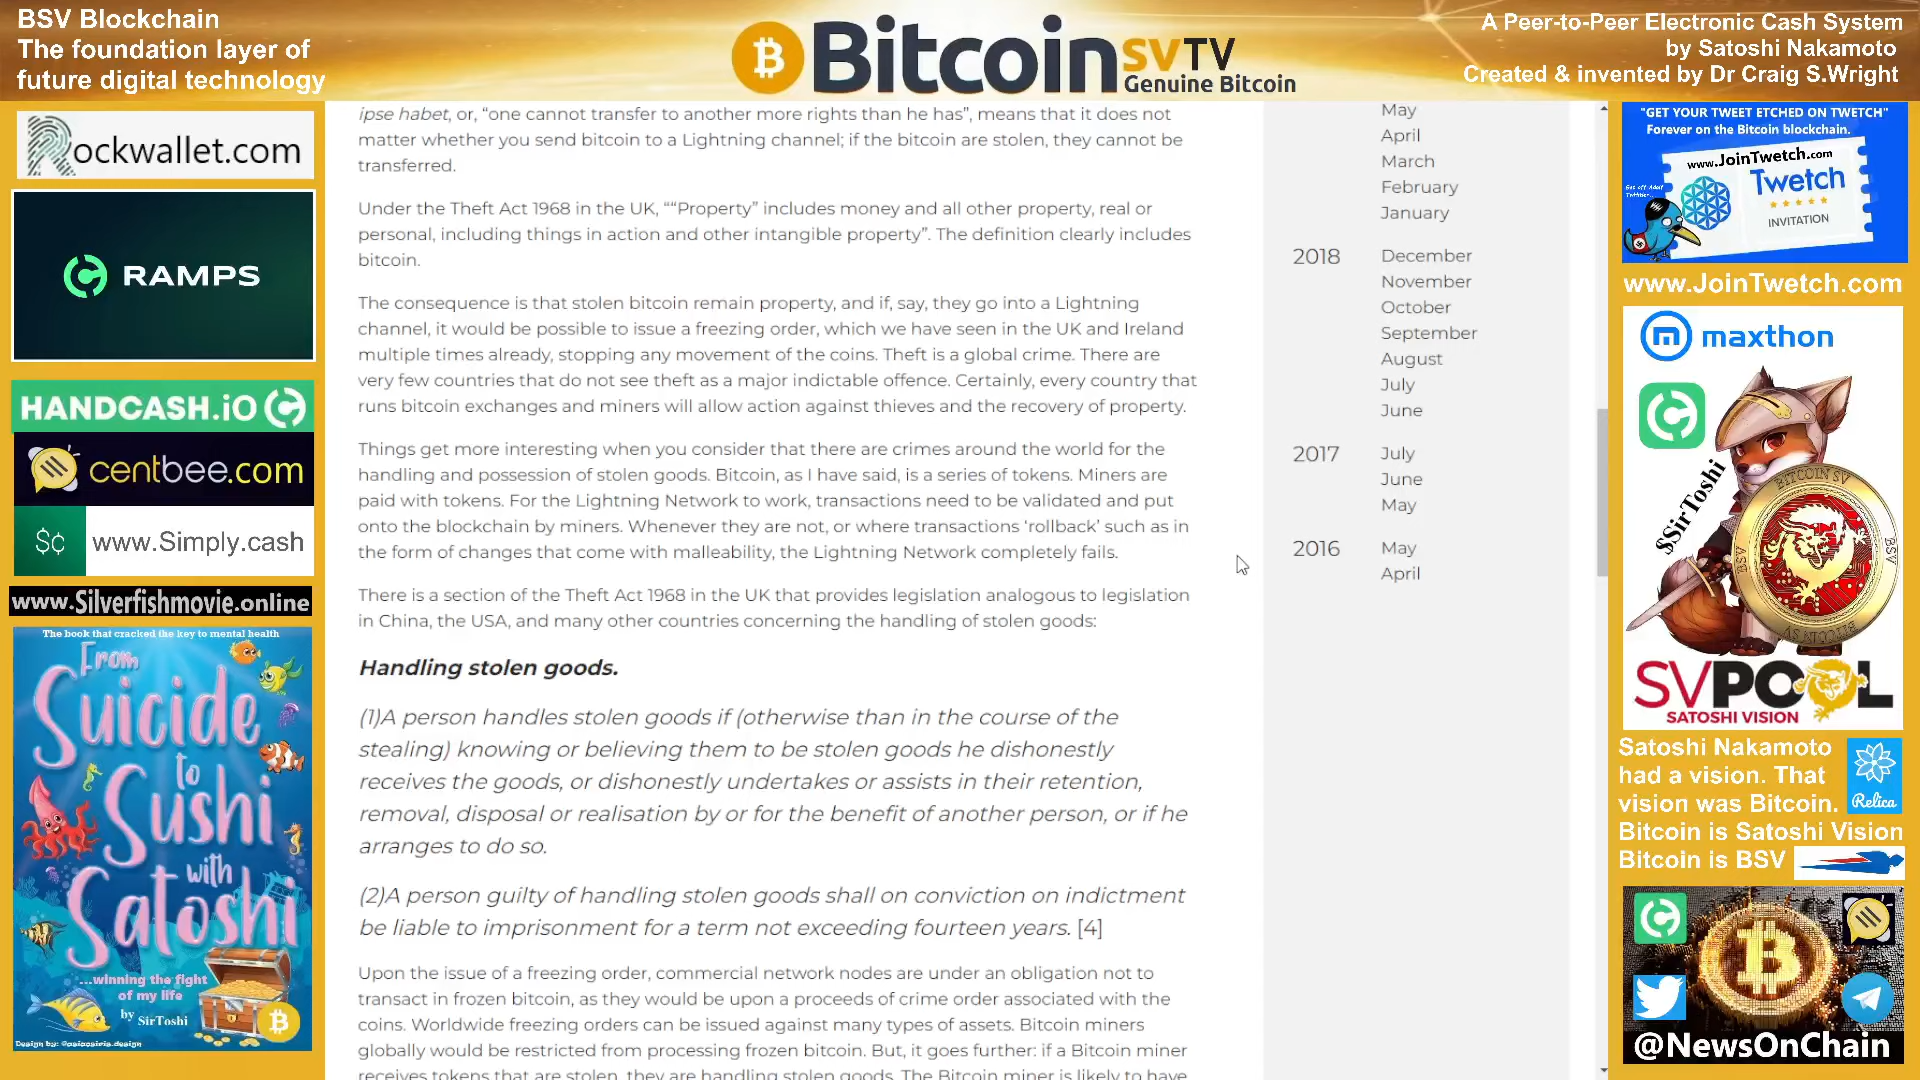 BSV Blockchain
The foundation layer of
future digital technology
Bitcoin SVTV
Genuine Bitcoin
A Peer-to-Peer Electronic Cash System
by Satoshi Nakamoto
Created & invented by Dr Craig S.Wright
Rockwallet.com
RAMPS
HANDCASH.iO
centbee.com
$c www.Simply.cash
www.Silverfishmovie.online
The book that cracked the key to mental health
From
Suicide
to
Sushi
with
Satoshi
...winning the fight
of my life
by SirToshi
ipse habet, or, “one cannot transfer to another more rights than he has”, means that it does not
matter whether you send bitcoin to a Lightning channel; if the bitcoin are stolen, they cannot be
transferred.
Under the Theft Act 1968 in the UK, ““Property” includes money and all other property, real or
personal, including things in action and other intangible property”. The definition clearly includes
bitcoin.
The consequence is that stolen bitcoin remain property, and if, say, they go into a Lightning
channel, it would be possible to issue a freezing order, which we have seen in the UK and Ireland
multiple times already, stopping any movement of the coins. Theft is a global crime. There are
very few countries that do not see theft as a major indictable offence. Certainly, every country that
runs bitcoin exchanges and miners will allow action against thieves and the recovery of property.
Things get more interesting when you consider that there are crimes around the world for the
handling and possession of stolen goods. Bitcoin, as I have said, is a series of tokens. Miners are
paid with tokens. For the Lightning Network to work, transactions need to be validated and put
onto the blockchain by miners. Whenever they are not, or where transactions ‘rollback’ such as in
the form of changes that come with malleability, the Lightning Network completely fails.
There is a section of the Theft Act 1968 in the UK that provides legislation analogous to legislation
in China, the USA, and many other countries concerning the handling of stolen goods:
Handling stolen goods.
(1)A person handles stolen goods if (otherwise than in the course of the
stealing) knowing or believing them to be stolen goods he dishonestly
receives the goods, or dishonestly undertakes or assists in their retention,
removal, disposal or realisation by or for the benefit of another person, or if he
arranges to do so.
(2)A person guilty of handling stolen goods shall on conviction on indictment
be liable to imprisonment for a term not exceeding fourteen years. [4]
Upon the issue of a freezing order, commercial network nodes are under an obligation not to
transact in frozen bitcoin, as they would be upon a proceeds of crime order associated with the
coins. Worldwide freezing orders can be issued against many types of assets. Bitcoin miners
globally would be restricted from processing frozen bitcoin. But, it goes further: if a Bitcoin miner
receives tokens that are stolen, they are handling stolen goods. The Bitcoin miner is likely to have
May
April
March
February
January
2018 December
November
October
September
August
July
June
2017 July
June
May
2016 May
April
"GET YOUR TWEET ETCHED ON TWETCH"
Forever on the Bitcoin blockchain.
www.JoinTwetch.com
Twetch
INVITATION
www.JoinTwetch.com
maxthon
$SirToshi
BITCOIN SV
BSV
BSV
SVPOOL
SATOSHI VISION
Satoshi Nakamoto
had a vision. That
vision was Bitcoin.
Relica
Bitcoin is Satoshi Vision
Bitcoin is BSV
@NewsOnChain